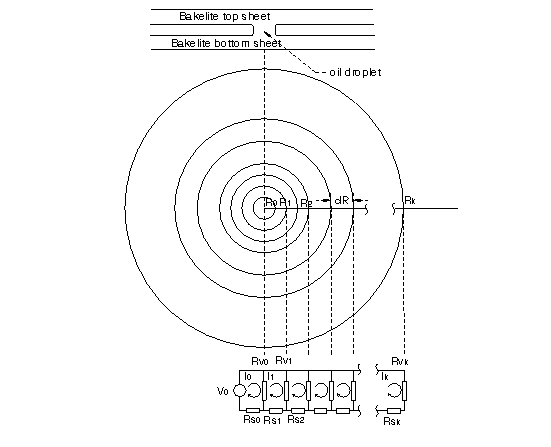 Bakelite top sheet
Bakelite bottom sheet
oil droplet
R0 R1 R2 dR Rk
Rv0 Rv1 Rvk
I0 I1 Ik
V0
Rs0 Rs1 Rs2 Rsk